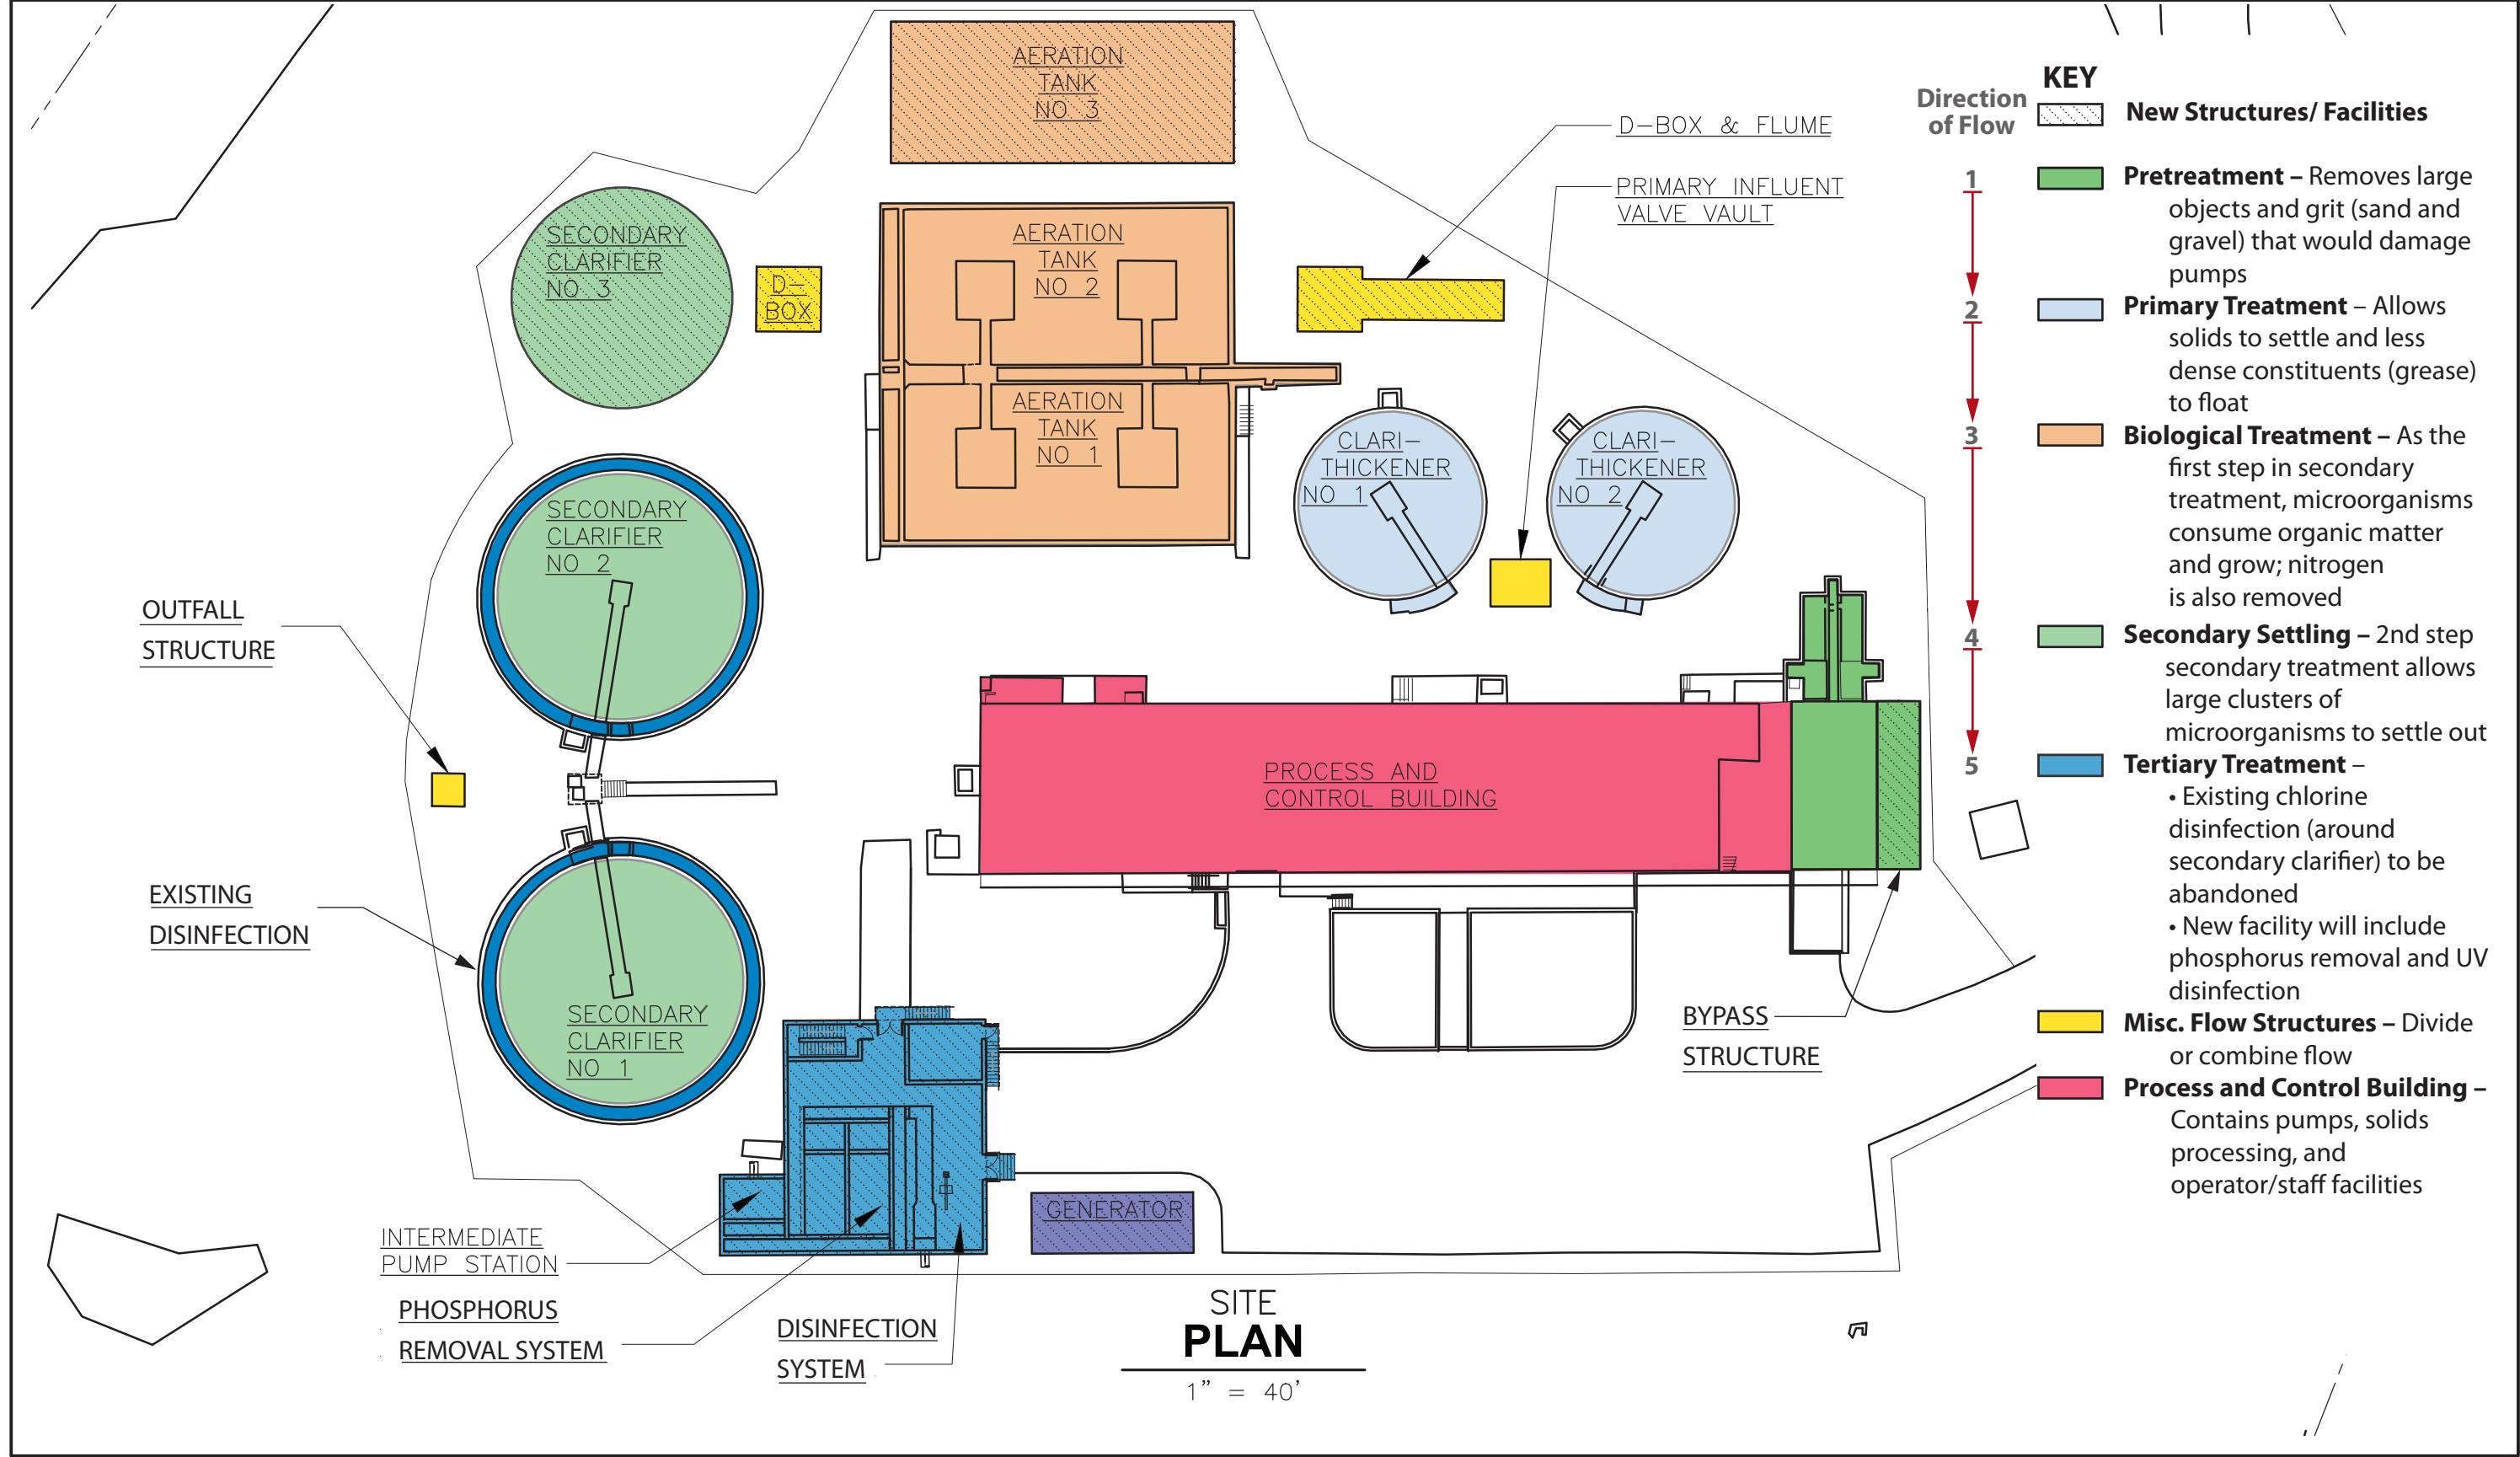 AERATION
TANK
NO 3
D-BOX & FLUME
PRIMARY INFLUENT
VALVE VAULT
SECONDARY
CLARIFIER
NO 3
D-
BOX
AERATION
TANK
NO 2
AERATION
TANK
NO 1
CLARI-
THICKENER
NO 1
CLARI-
THICKENER
NO 2
SECONDARY
CLARIFIER
NO 2
OUTFALL
STRUCTURE
PROCESS AND
CONTROL BUILDING
EXISTING
DISINFECTION
SECONDARY
CLARIFIER
NO 1
BYPASS
STRUCTURE
GENERATOR
INTERMEDIATE
PUMP STATION
PHOSPHORUS
REMOVAL SYSTEM
DISINFECTION
SYSTEM
SITE
PLAN
1" = 40'
KEY
Direction
of Flow
New Structures/ Facilities
1
Pretreatment – Removes large
objects and grit (sand and
gravel) that would damage
pumps
2
Primary Treatment – Allows
solids to settle and less
dense constituents (grease)
to float
3
Biological Treatment – As the
first step in secondary
treatment, microorganisms
consume organic matter
and grow; nitrogen
is also removed
4
Secondary Settling – 2nd step
secondary treatment allows
large clusters of
microorganisms to settle out
5
Tertiary Treatment –
• Existing chlorine
disinfection (around
secondary clarifier) to be
abandoned
• New facility will include
phosphorus removal and UV
disinfection
Misc. Flow Structures – Divide
or combine flow
Process and Control Building –
Contains pumps, solids
processing, and
operator/staff facilities